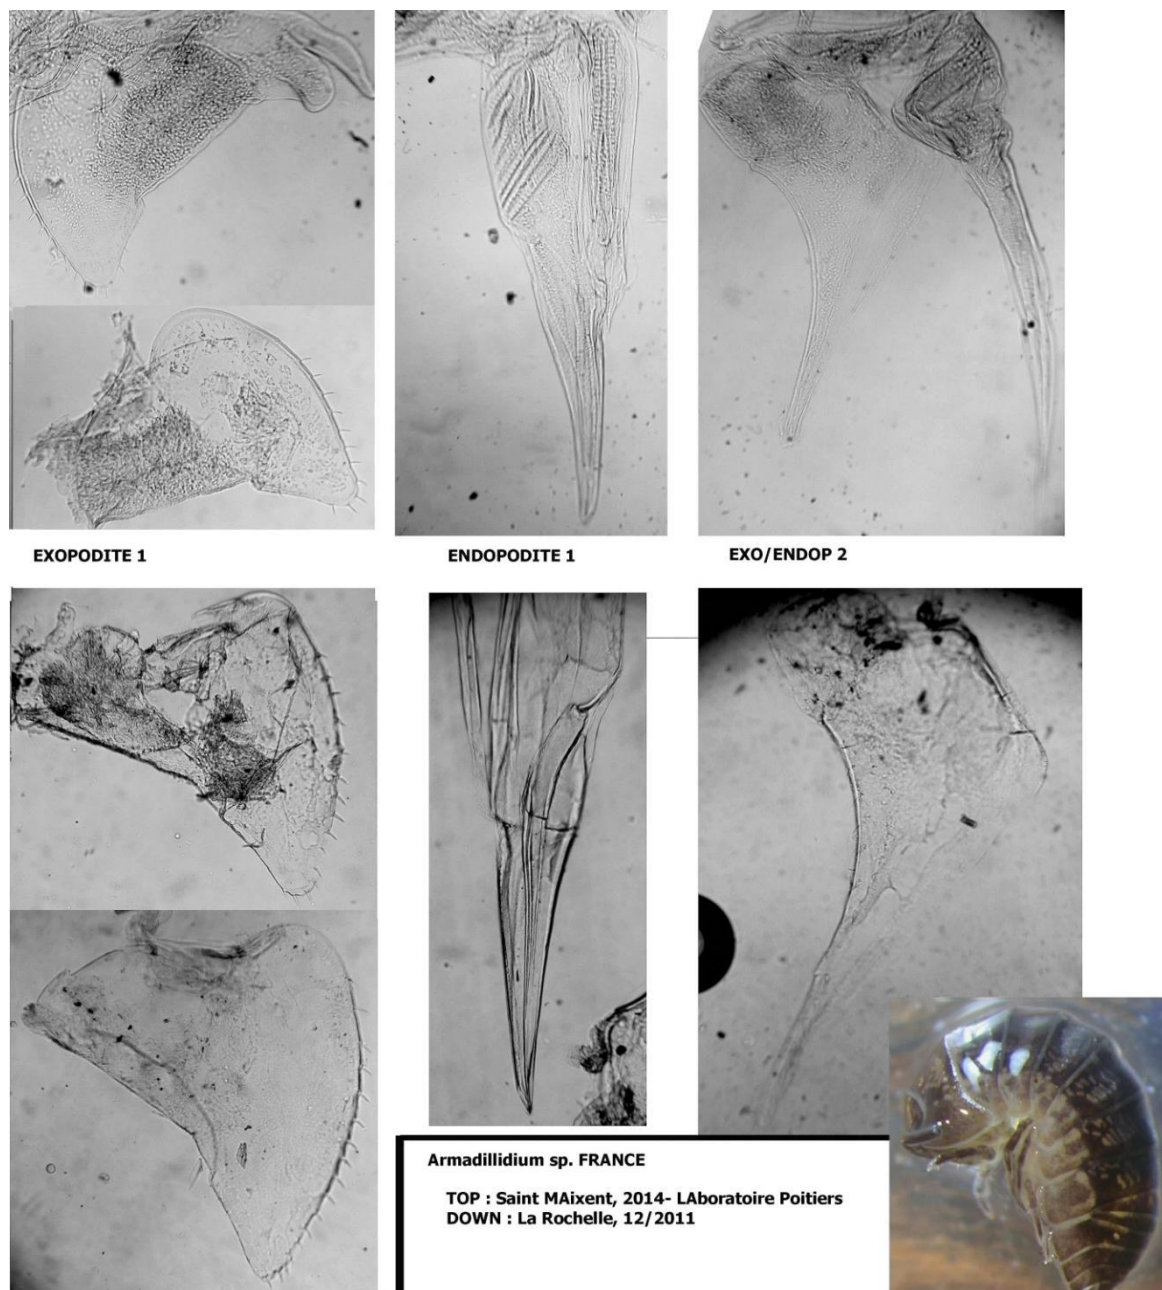 EXOPODITE 1
ENDOPODITE 1
EXO/ENDOP 2
Armadillidium sp. FRANCE
TOP : Saint MAixent, 2014- LAboratoire Poitiers
DOWN : La Rochelle, 12/2011